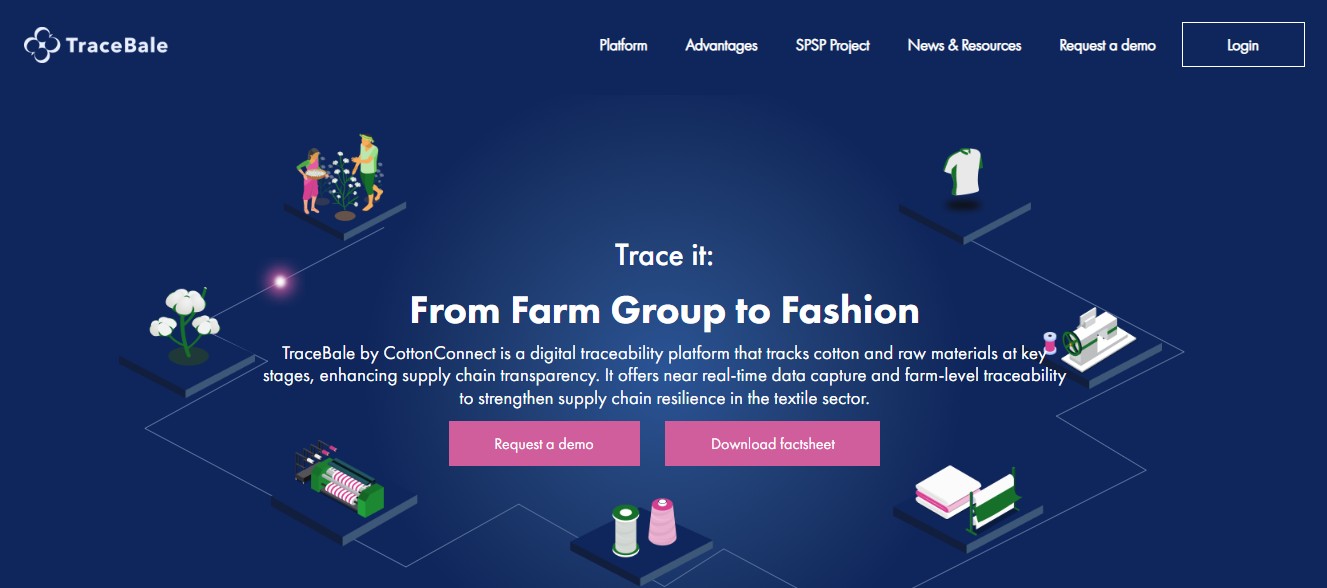 TraceBale
Platform
Advantages
SPSP Project
News & Resources
Request a demo
Login
Trace it:
From Farm Group to Fashion
TraceBale by CottonConnect is a digital traceability platform that tracks cotton and raw materials at key
stages, enhancing supply chain transparency. It offers near real-time data capture and farm-level traceability
to strengthen supply chain resilience in the textile sector.
Request a demo
Download factsheet